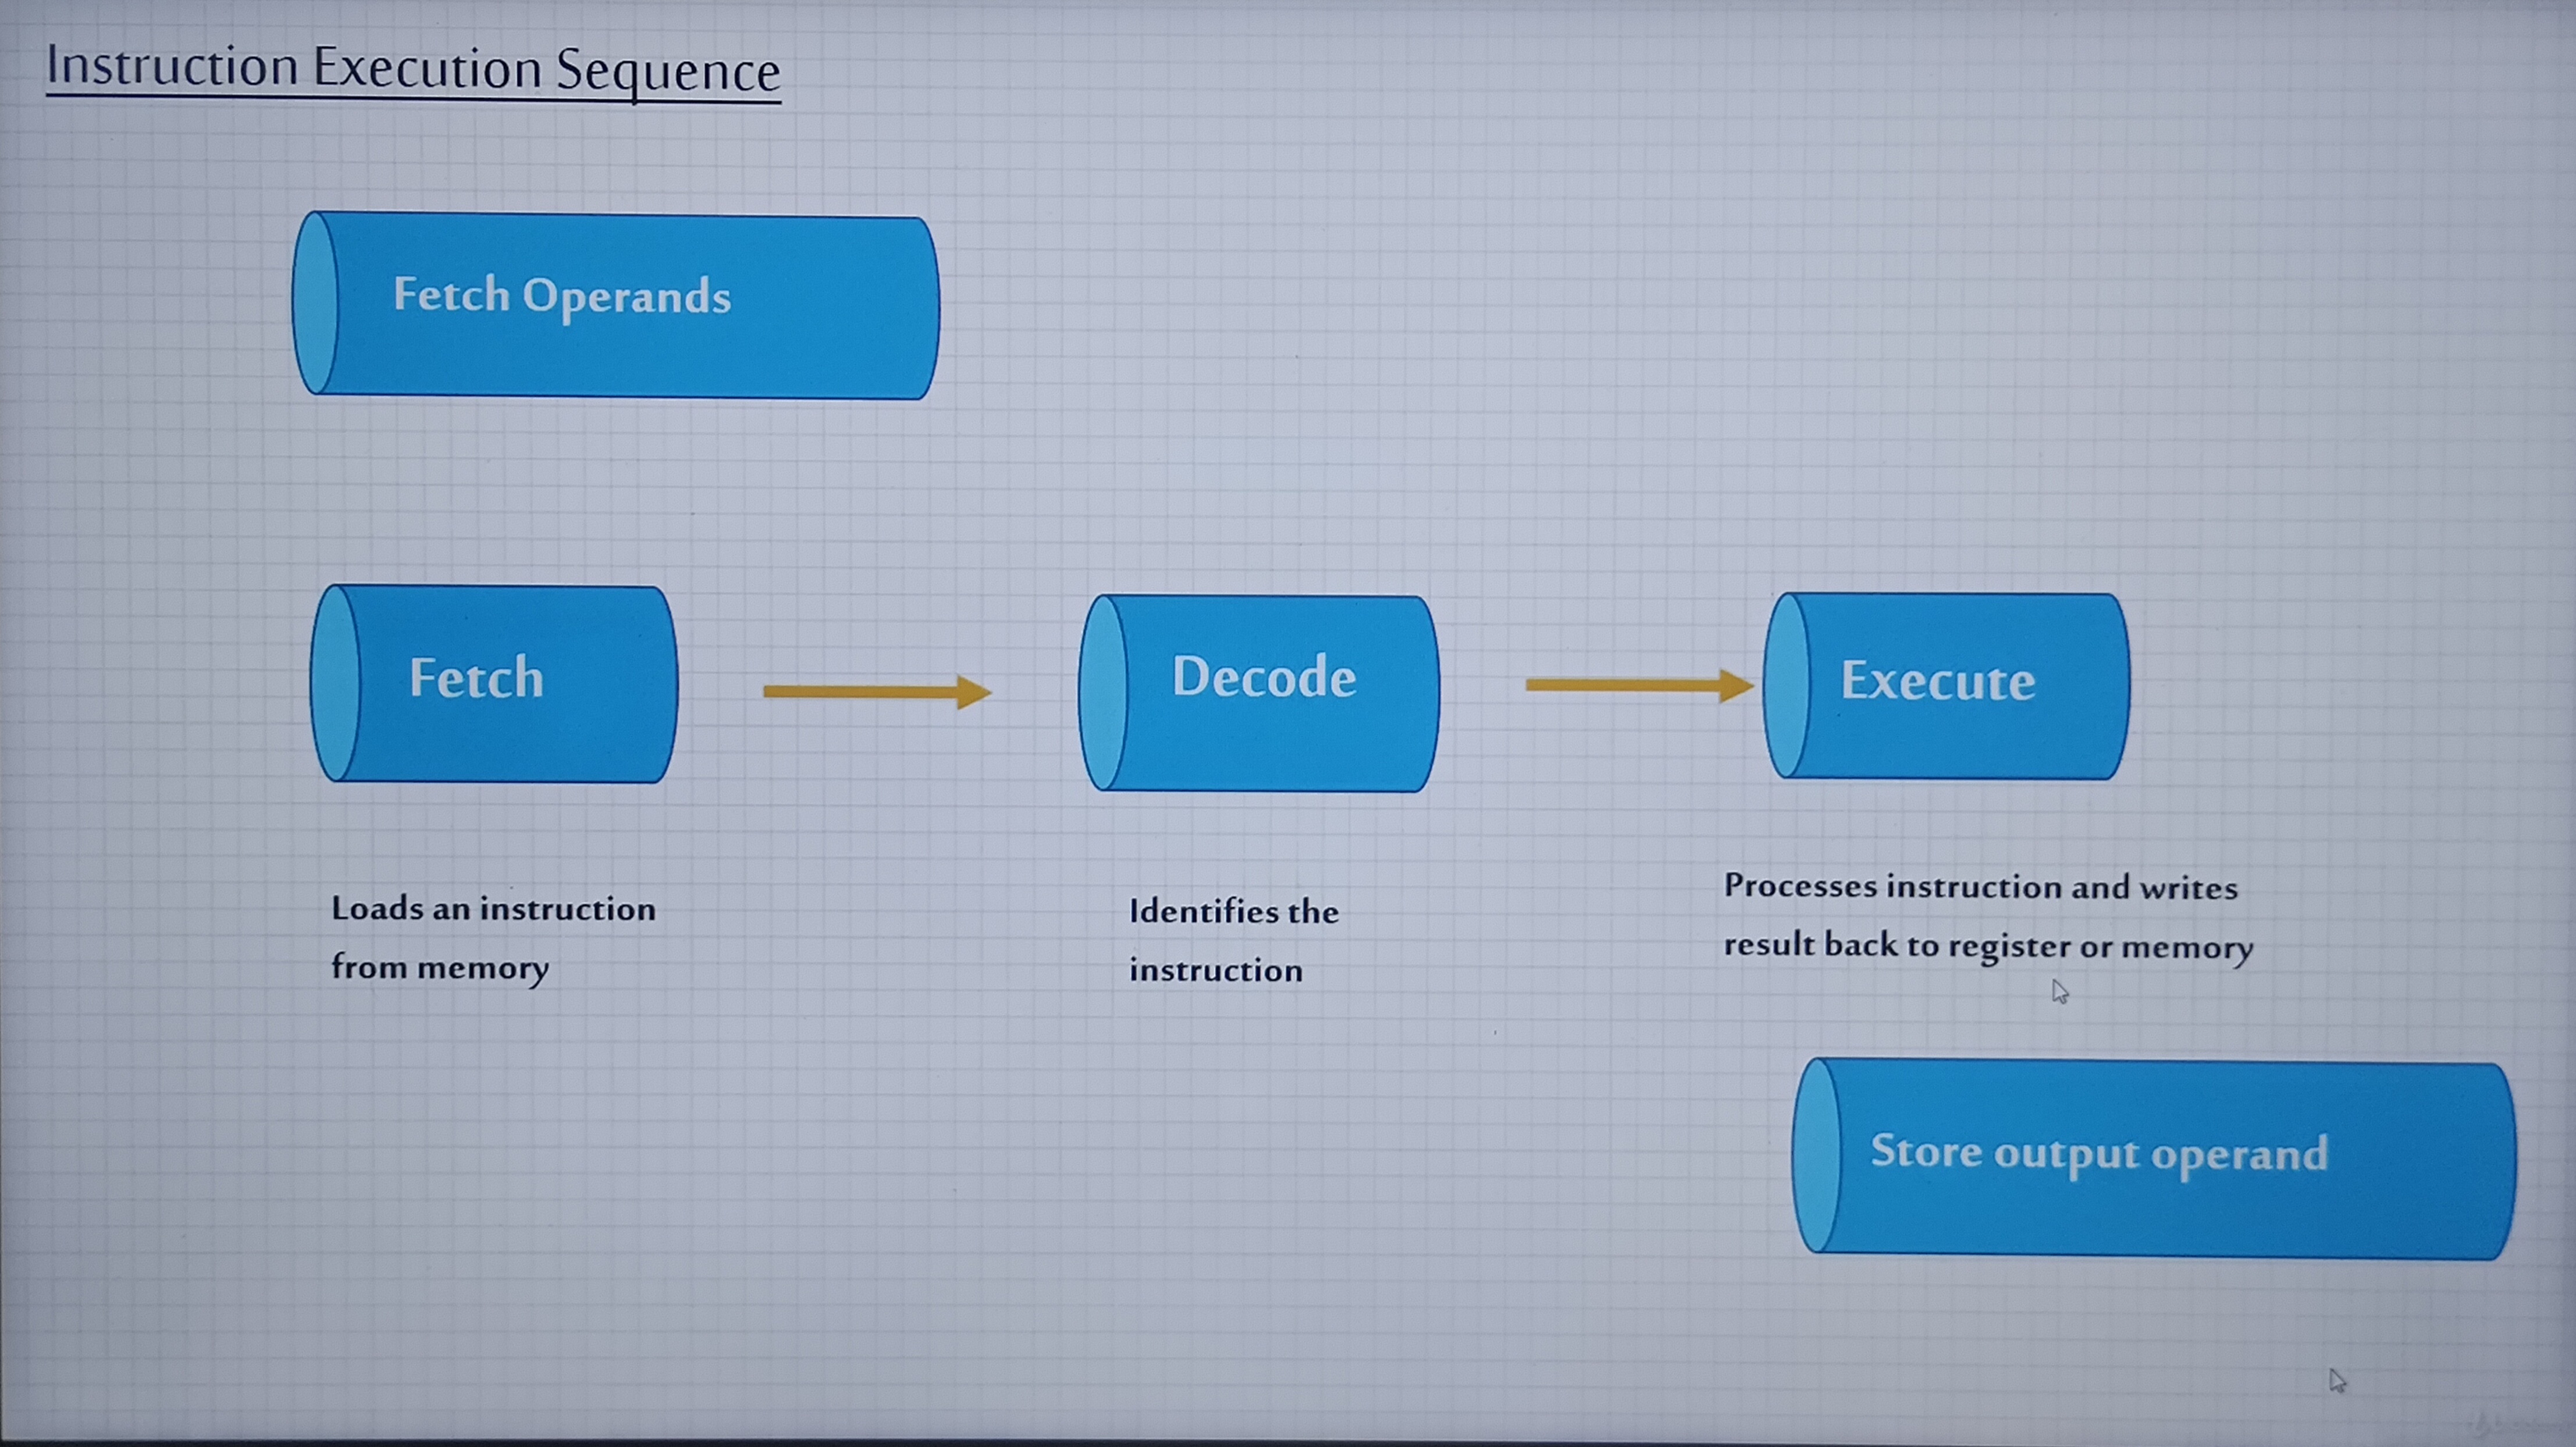 Instruction Execution Sequence
Fetch Operands
Fetch
Decode
Execute
Loads an instruction
from memory
Identifies the
instruction
Processes instruction and writes
result back to register or memory
Store output operand